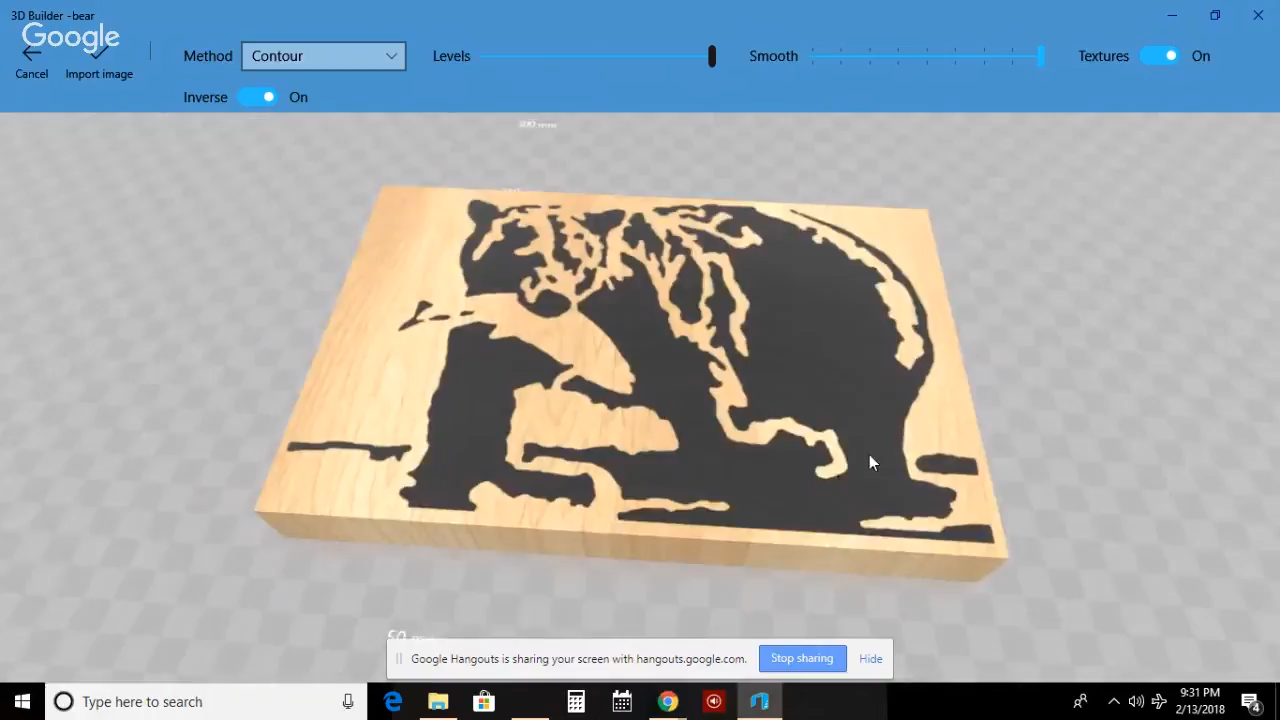 3D Builder -bear
Google
Cancel
Import image
Method
Contour
Levels
Smooth
Textures
On
Inverse
On
50
Google Hangouts is sharing your screen with hangouts.google.com.
Stop sharing
Hide
Type here to search
9:31 PM
2/13/2018
4